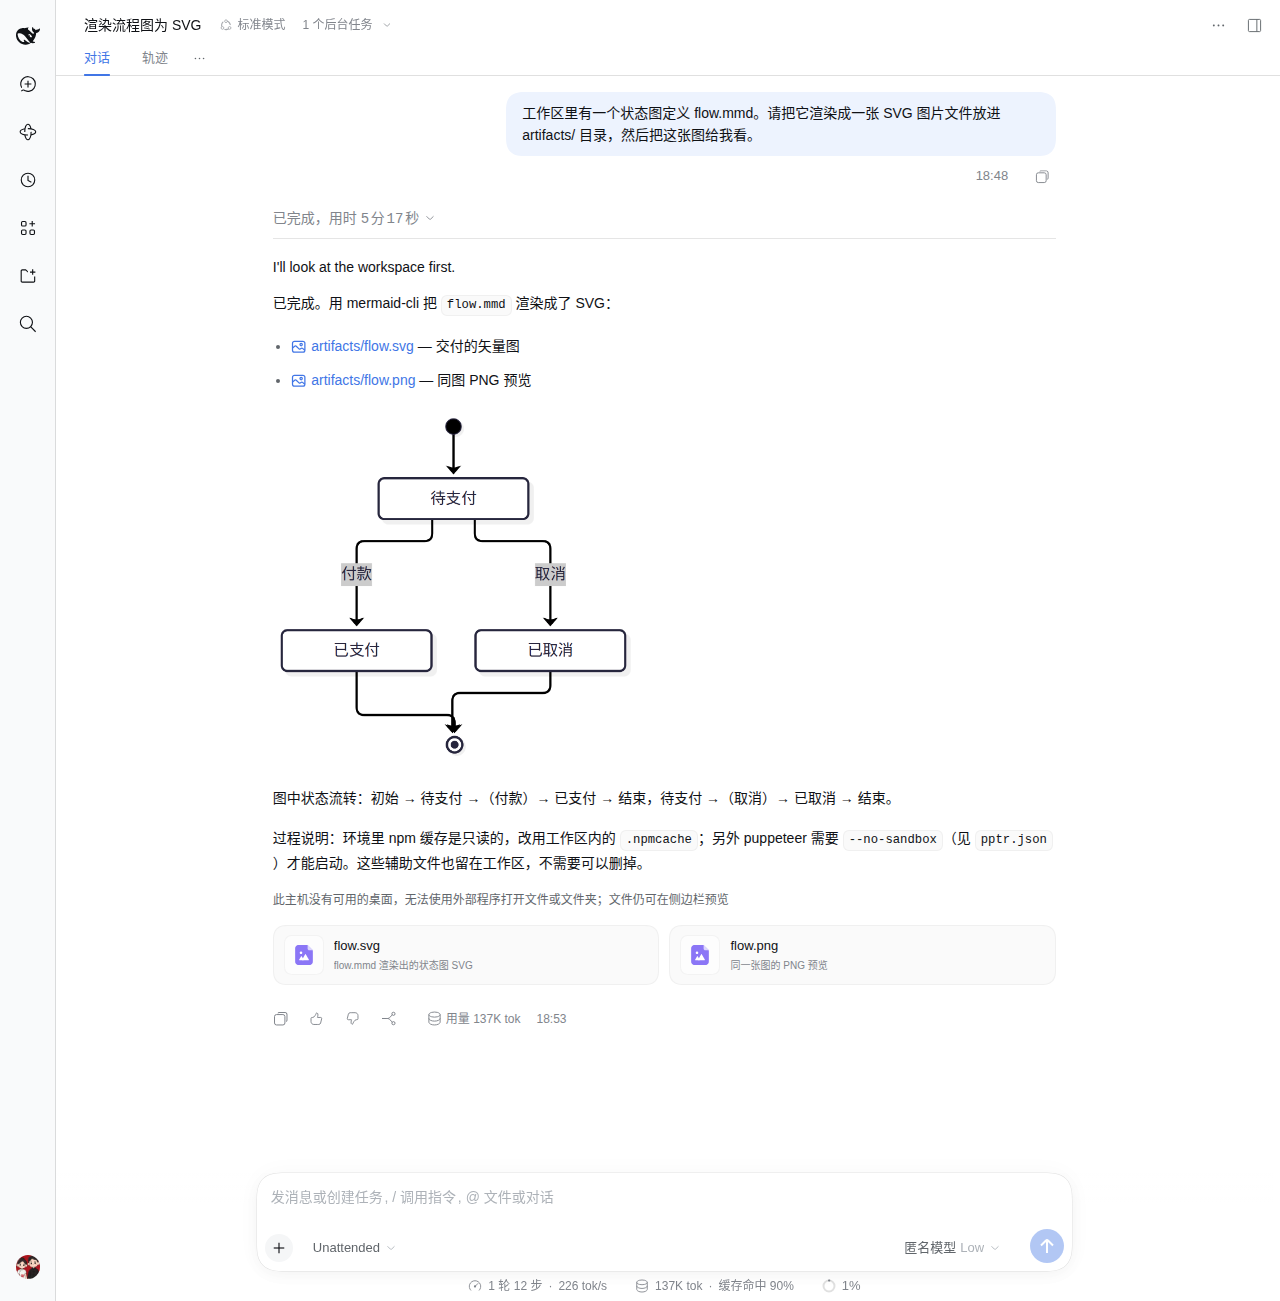 渲染流程图为 SVG
标准模式
1 个后台任务
对话
轨迹
工作区里有一个状态图定义 flow.mmd。请把它渲染成一张 SVG 图片文件放进
artifacts/ 目录，然后把这张图给我看。
18:48
已完成，用时 5分17秒
I'll look at the workspace first.
已完成。用 mermaid-cli 把 flow.mmd 渲染成了 SVG：
artifacts/flow.svg — 交付的矢量图
artifacts/flow.png — 同图 PNG 预览
待支付
付款
取消
已支付
已取消
图中状态流转：初始 → 待支付 →（付款）→ 已支付 → 结束，待支付 →（取消）→ 已取消 → 结束。
过程说明：环境里 npm 缓存是只读的，改用工作区内的 .npmcache；另外 puppeteer 需要 --no-sandbox（见 pptr.json
）才能启动。这些辅助文件也留在工作区，不需要可以删掉。
此主机没有可用的桌面，无法使用外部程序打开文件或文件夹；文件仍可在侧边栏预览
flow.svg
flow.mmd 渲染出的状态图 SVG
flow.png
同一张图的 PNG 预览
用量 137K tok
18:53
发消息或创建任务, / 调用指令, @ 文件或对话
Unattended
匿名模型 Low
1 轮 12 步 · 226 tok/s
137K tok · 缓存命中 90%
1%